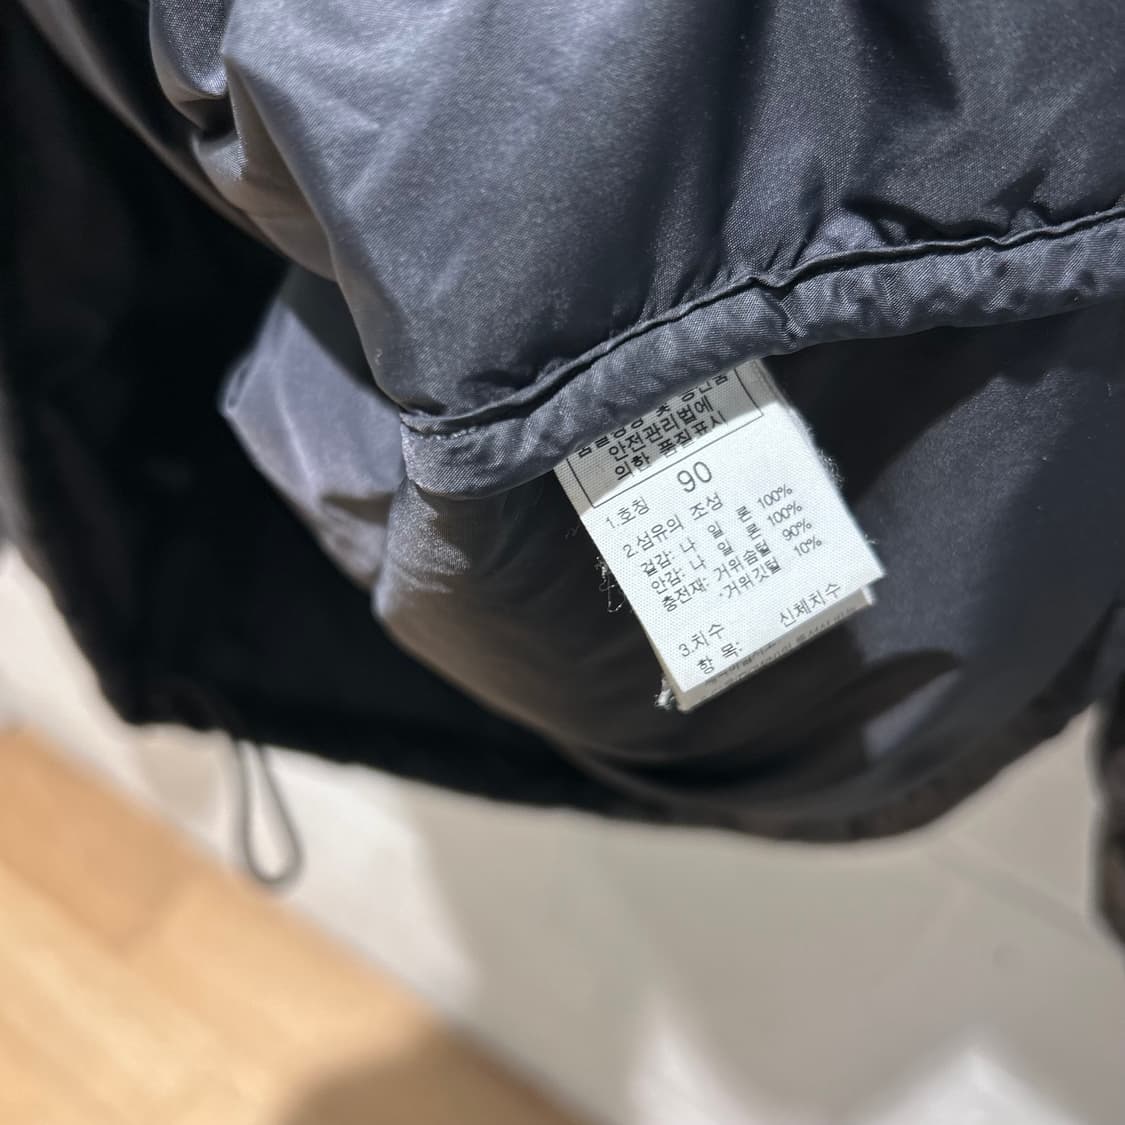 안전관리법에
의한 품질표시
1.호칭 90
2.섬유의 조성
겉감: 나 일 론 100%
안감: 나 일 론 100%
충전재: 거위솜털 90%
·거위깃털 10%
3.치수
항 목: 신체치수